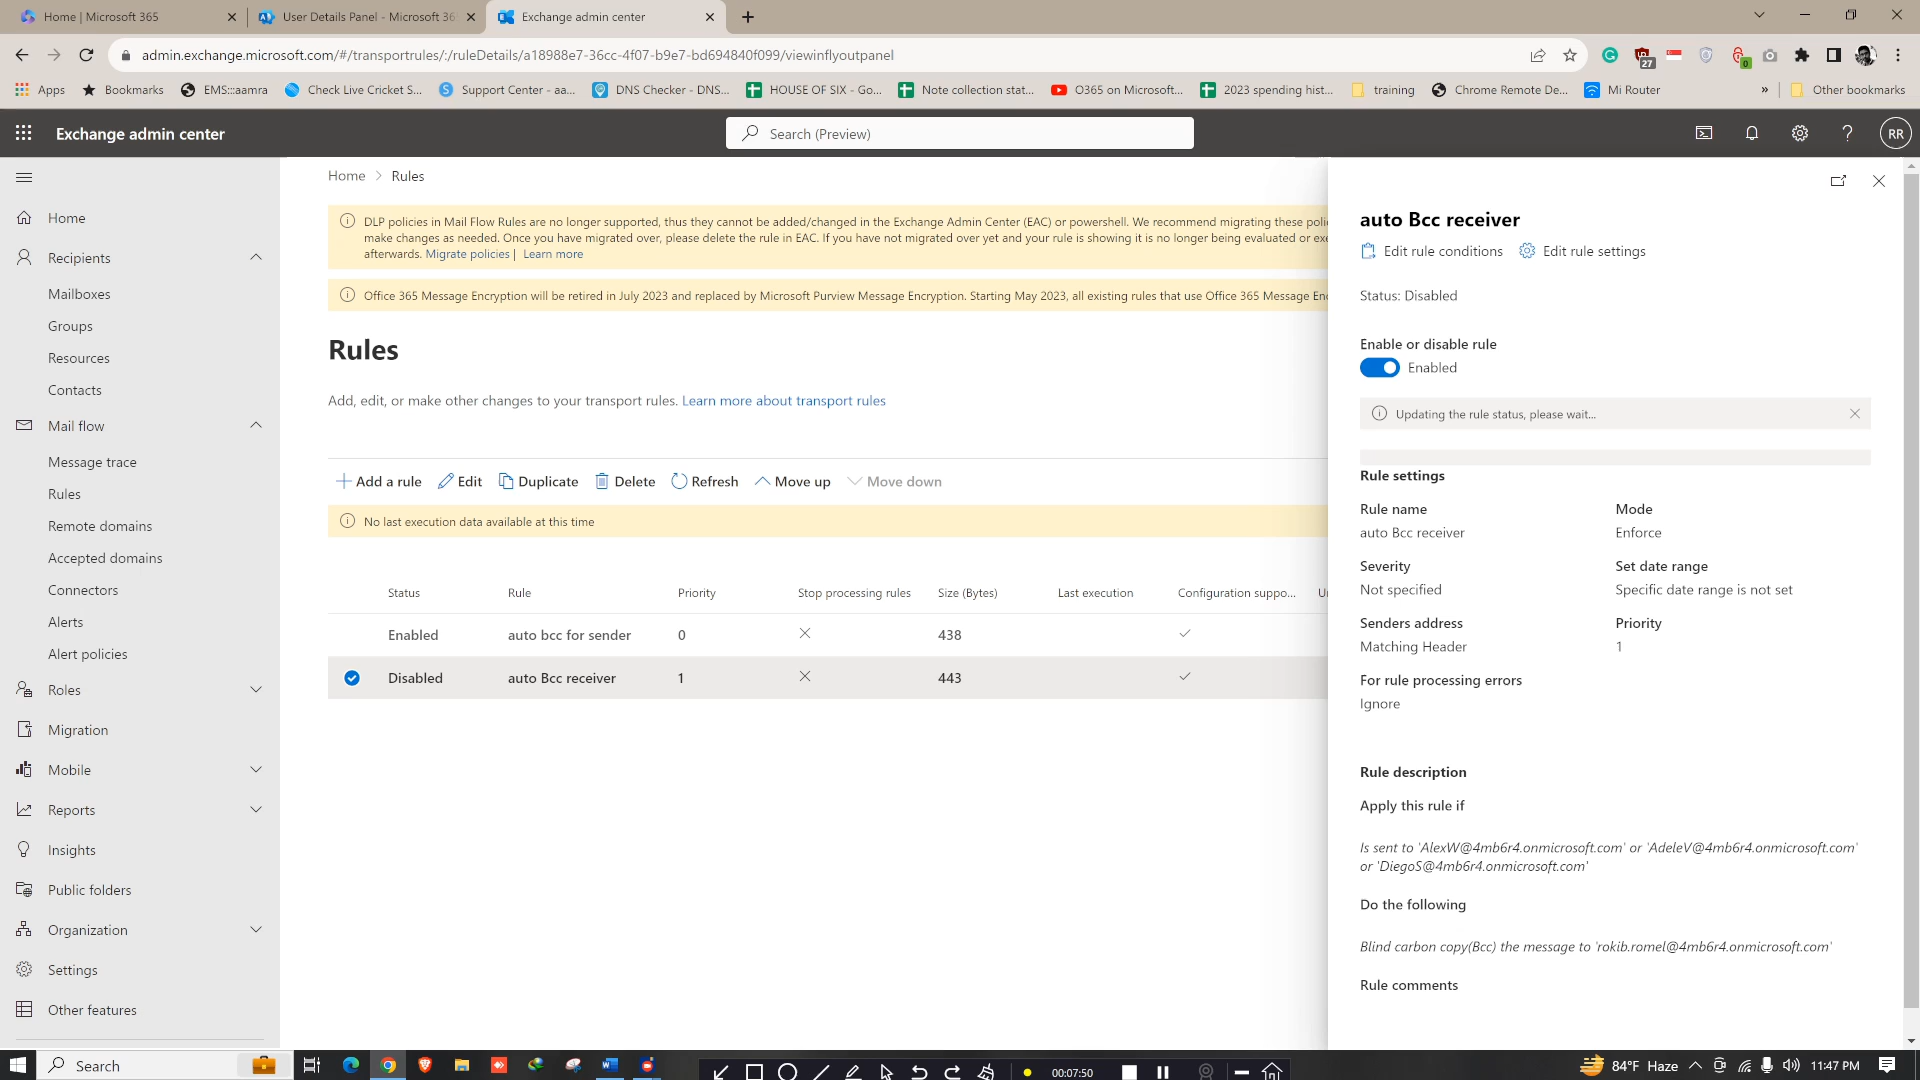 Home | Microsoft 365
User Details Panel - Microsoft 36
Exchange admin center
admin.exchange.microsoft.com/#/transportrules/:/ruleDetails/a18988e7-36cc-4f07-b9e7-bd694840f099/viewinflyoutpanel
27
0
Apps
Bookmarks
EMS:::aamra
Check Live Cricket S...
Support Center - aa...
DNS Checker - DNS...
HOUSE OF SIX - Go...
Note collection stat...
O365 on Microsoft...
2023 spending hist...
training
Chrome Remote De...
Mi Router
»
Other bookmarks
Exchange admin center
Search (Preview)
RR
Home
Recipients
Mailboxes
Groups
Resources
Contacts
Mail flow
Message trace
Rules
Remote domains
Accepted domains
Connectors
Alerts
Alert policies
Roles
Migration
Mobile
Reports
Insights
Public folders
Organization
Settings
Other features
Home > Rules
DLP policies in Mail Flow Rules are no longer supported, thus they cannot be added/changed in the Exchange Admin Center (EAC) or powershell. We recommend migrating these poli
make changes as needed. Once you have migrated over, please delete the rule in EAC. If you have not migrated over yet and your rule is showing it is no longer being evaluated or ex
afterwards. Migrate policies | Learn more
Office 365 Message Encryption will be retired in July 2023 and replaced by Microsoft Purview Message Encryption. Starting May 2023, all existing rules that use Office 365 Message En
Rules
Add, edit, or make other changes to your transport rules. Learn more about transport rules
Add a rule
Edit
Duplicate
Delete
Refresh
Move up
Move down
No last execution data available at this time
Status Rule Priority Stop processing rules Size (Bytes) Last execution Configuration suppo... U
Enabled auto bcc for sender 0 438
Disabled auto Bcc receiver 1 443
auto Bcc receiver
Edit rule conditions
Edit rule settings
Status: Disabled
Enable or disable rule
Enabled
Updating the rule status, please wait...
Rule settings
Rule name
auto Bcc receiver
Mode
Enforce
Severity
Not specified
Set date range
Specific date range is not set
Senders address
Matching Header
Priority
1
For rule processing errors
Ignore
Rule description
Apply this rule if
Is sent to 'AlexW@4mb6r4.onmicrosoft.com' or 'AdeleV@4mb6r4.onmicrosoft.com'
or 'DiegoS@4mb6r4.onmicrosoft.com'
Do the following
Blind carbon copy(Bcc) the message to 'rokib.romel@4mb6r4.onmicrosoft.com'
Rule comments
Search
00:07:50
84°F Haze
11:47 PM